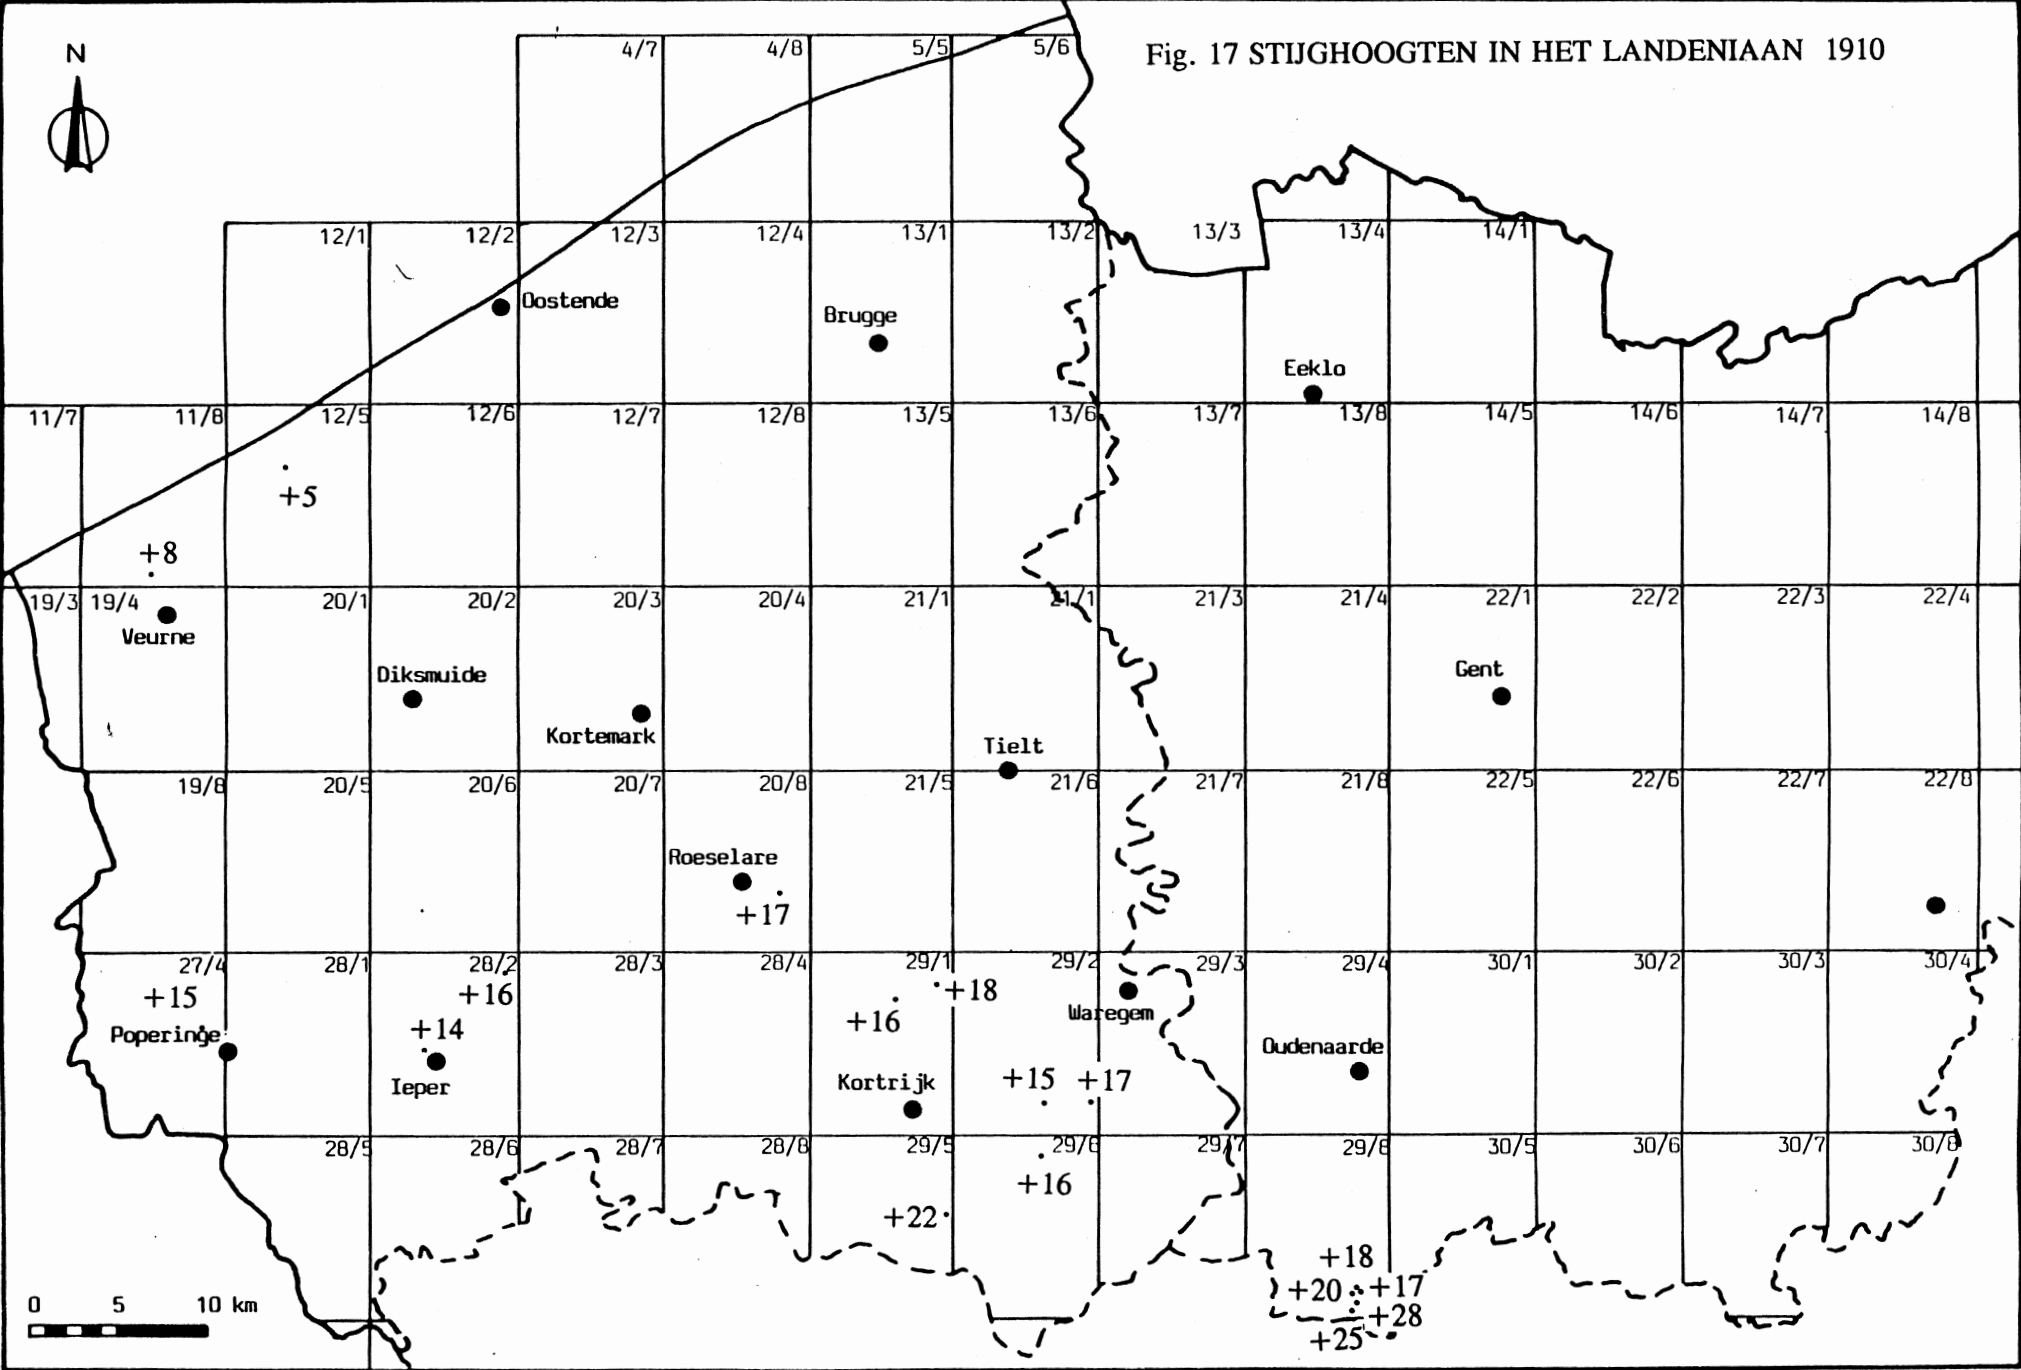 Fig. 17 STIJGHOOGTEN IN HET LANDENIAAN 1910
N
4/7 4/8 5/5 5/6
12/1 12/2 12/3 12/4 13/1 13/2 13/3 13/4 14/1
Oostende
Brugge
Eeklo
11/7 11/8 12/5 12/6 12/7 12/8 13/5 13/6 13/7 13/8 14/5 14/6 14/7 14/8
+5
+8
19/3 19/4 20/1 20/2 20/3 20/4 21/1 21/1 21/3 21/4 22/1 22/2 22/3 22/4
Veurne
Diksmuide
Gent
Kortemark
Tielt
19/8 20/5 20/6 20/7 20/8 21/5 21/6 21/7 21/8 22/5 22/6 22/7 22/8
Roeselare
+17
27/4 28/1 28/2 28/3 28/4 29/1 29/2 29/3 29/4 30/1 30/2 30/3 30/4
+15 +16 +18
Waregem
+14 +16
Poperinge
Oudenaarde
Ieper
Kortrijk +15 +17
28/5 28/6 28/7 28/8 29/5 29/6 29/7 29/8 30/5 30/6 30/7 30/8
+16
+22
+18
+20 +17
+28
+25
0 5 10 km